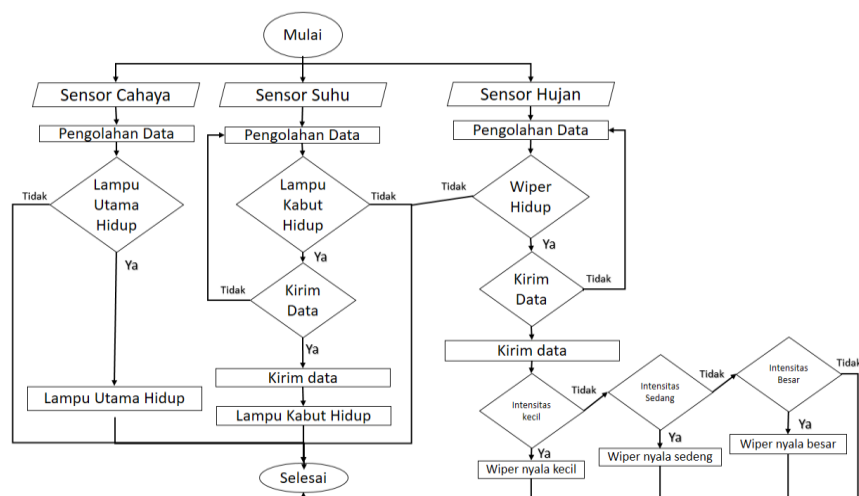 Mulai
Sensor Cahaya
Sensor Suhu
Sensor Hujan
Pengolahan Data
Pengolahan Data
Pengolahan Data
Tidak
Lampu
Utama
Hidup
Ya
Lampu
Kabut
Hidup
Tidak
Ya
Tidak
Wiper
Hidup
Ya
Tidak
Kirim
Data
Ya
Kirim
Data
Tidak
Kirim data
Kirim data
Lampu Utama Hidup
Lampu Kabut Hidup
Intensitas
kecil
Tidak
Intensitas
Sedang
Tidak
Intensitas
Besar
Tidak
Ya
Ya
Ya
Wiper nyala kecil
Wiper nyala sedeng
Wiper nyala besar
Selesai